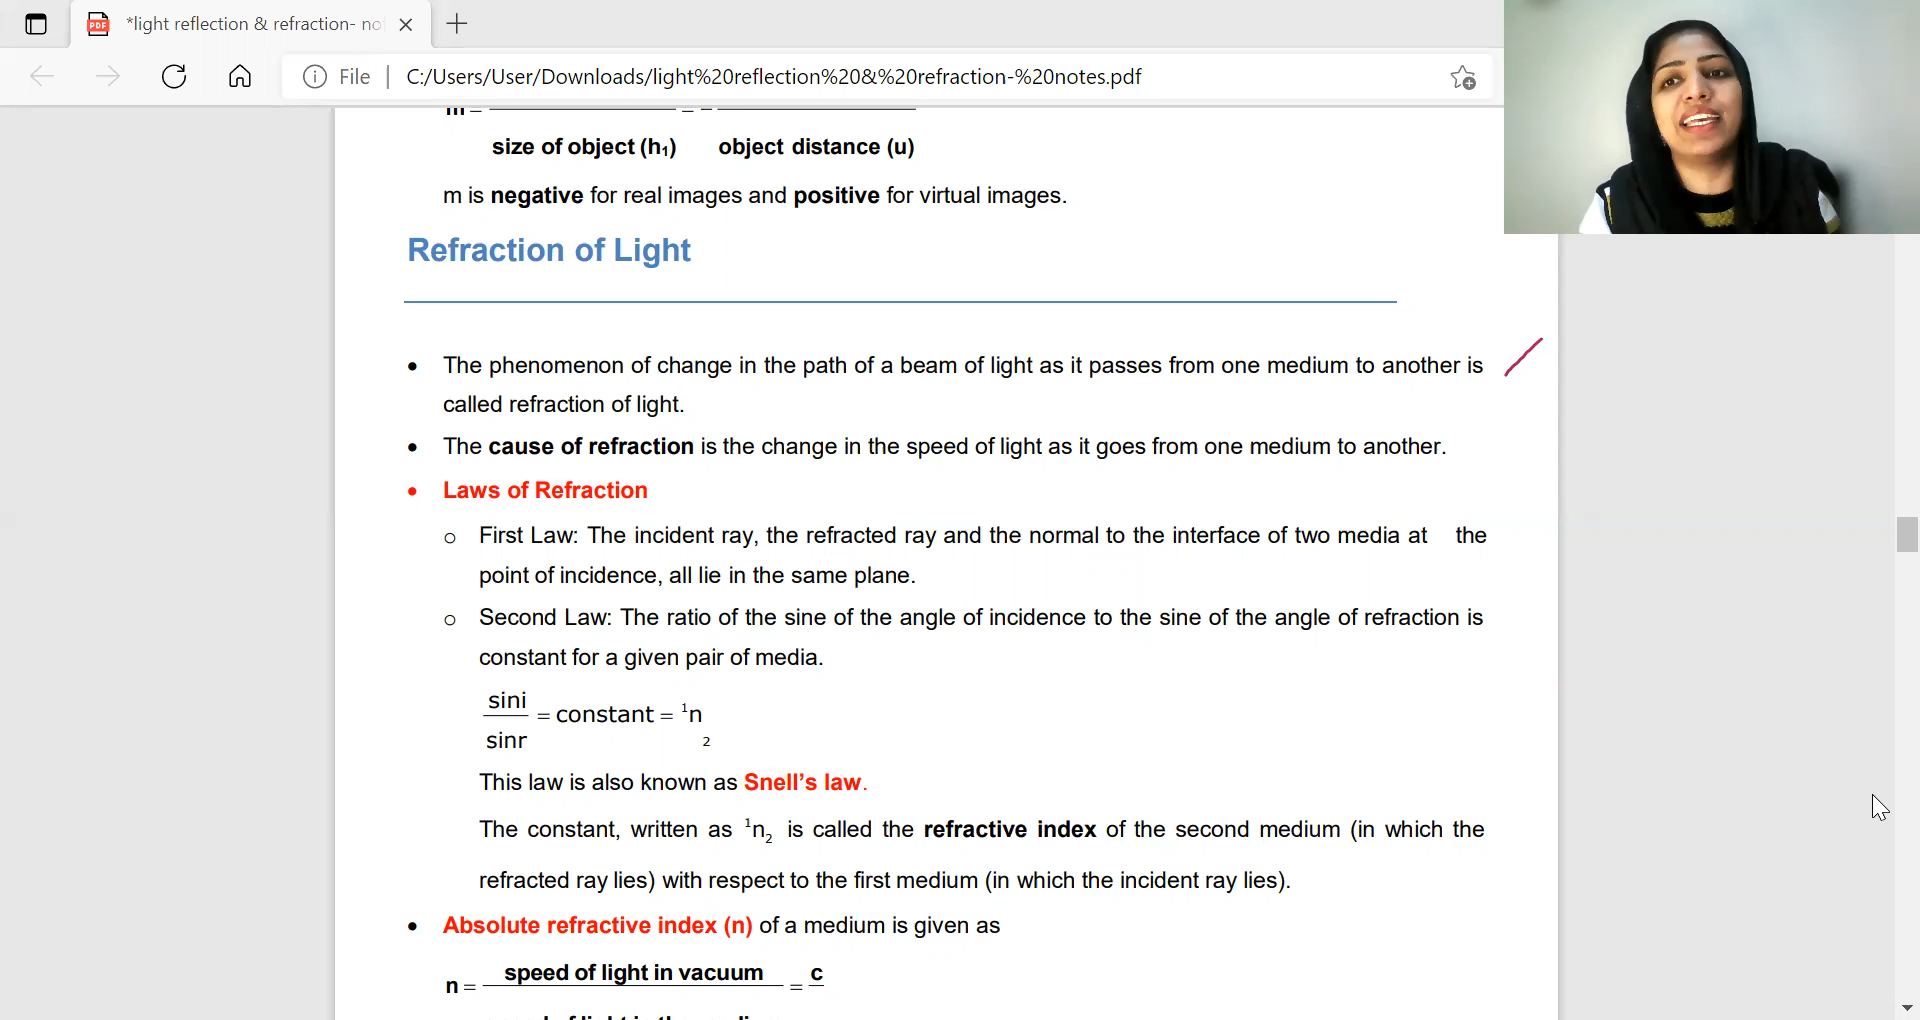 *light reflection & refraction- no
File | C:/Users/User/Downloads/light%20reflection%20&%20refraction-%20notes.pdf
m = = -
size of object (h₁) object distance (u)
m is negative for real images and positive for virtual images.
Refraction of Light
• The phenomenon of change in the path of a beam of light as it passes from one medium to another is
called refraction of light.
• The cause of refraction is the change in the speed of light as it goes from one medium to another.
• Laws of Refraction
o First Law: The incident ray, the refracted ray and the normal to the interface of two media at the
point of incidence, all lie in the same plane.
o Second Law: The ratio of the sine of the angle of incidence to the sine of the angle of refraction is
constant for a given pair of media.
sini
= constant = ¹n
sinr 2
This law is also known as Snell’s law.
The constant, written as ¹n₂ is called the refractive index of the second medium (in which the
refracted ray lies) with respect to the first medium (in which the incident ray lies).
• Absolute refractive index (n) of a medium is given as
speed of light in vacuum c
n = =